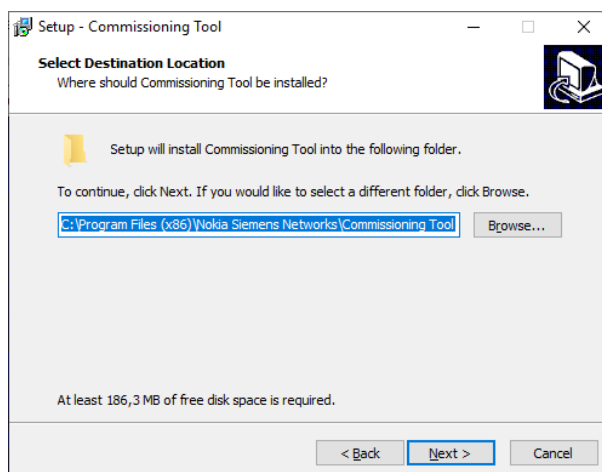 Setup - Commissioning Tool
Select Destination Location
Where should Commissioning Tool be installed?
Setup will install Commissioning Tool into the following folder.
To continue, click Next. If you would like to select a different folder, click Browse.
C:\Program Files (x86)\Nokia Siemens Networks\Commissioning Tool
Browse...
At least 186,3 MB of free disk space is required.
< Back
Next >
Cancel